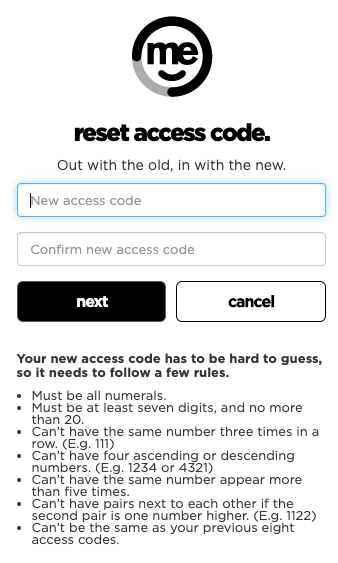 me
reset access code.
Out with the old, in with the new.
New access code
Confirm new access code
next
cancel
Your new access code has to be hard to guess,
so it needs to follow a few rules.
• Must be all numerals.
• Must be at least seven digits, and no more
than 20.
• Can't have the same number three times in a
row. (E.g. 111)
• Can't have four ascending or descending
numbers. (E.g. 1234 or 4321)
• Can't have the same number appear more
than five times.
• Can't have pairs next to each other if the
second pair is one number higher. (E.g. 1122)
• Can't be the same as your previous eight
access codes.